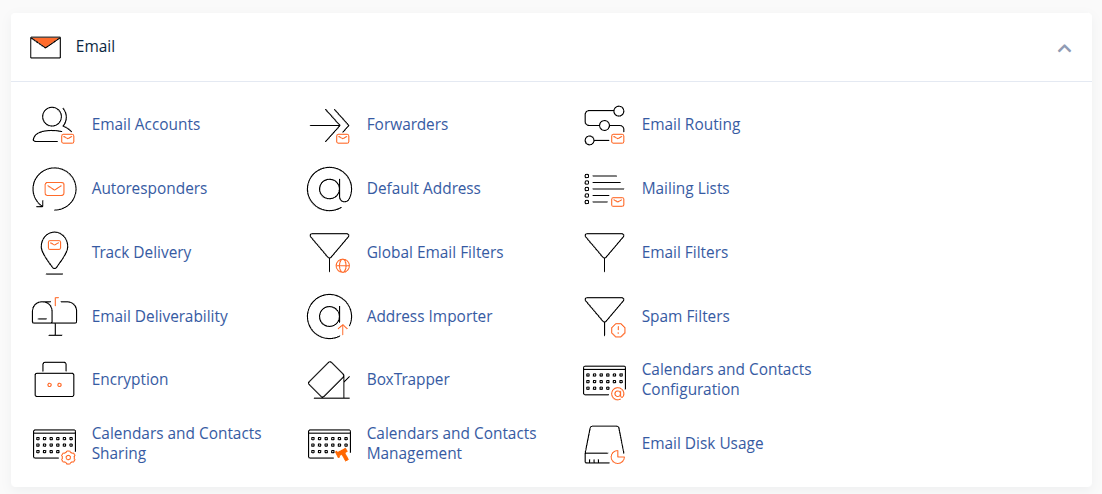 Email
Email Accounts
Forwarders
Email Routing
Autoresponders
Default Address
Mailing Lists
Track Delivery
Global Email Filters
Email Filters
Email Deliverability
Address Importer
Spam Filters
Encryption
BoxTrapper
Calendars and Contacts
Configuration
Calendars and Contacts
Sharing
Calendars and Contacts
Management
Email Disk Usage